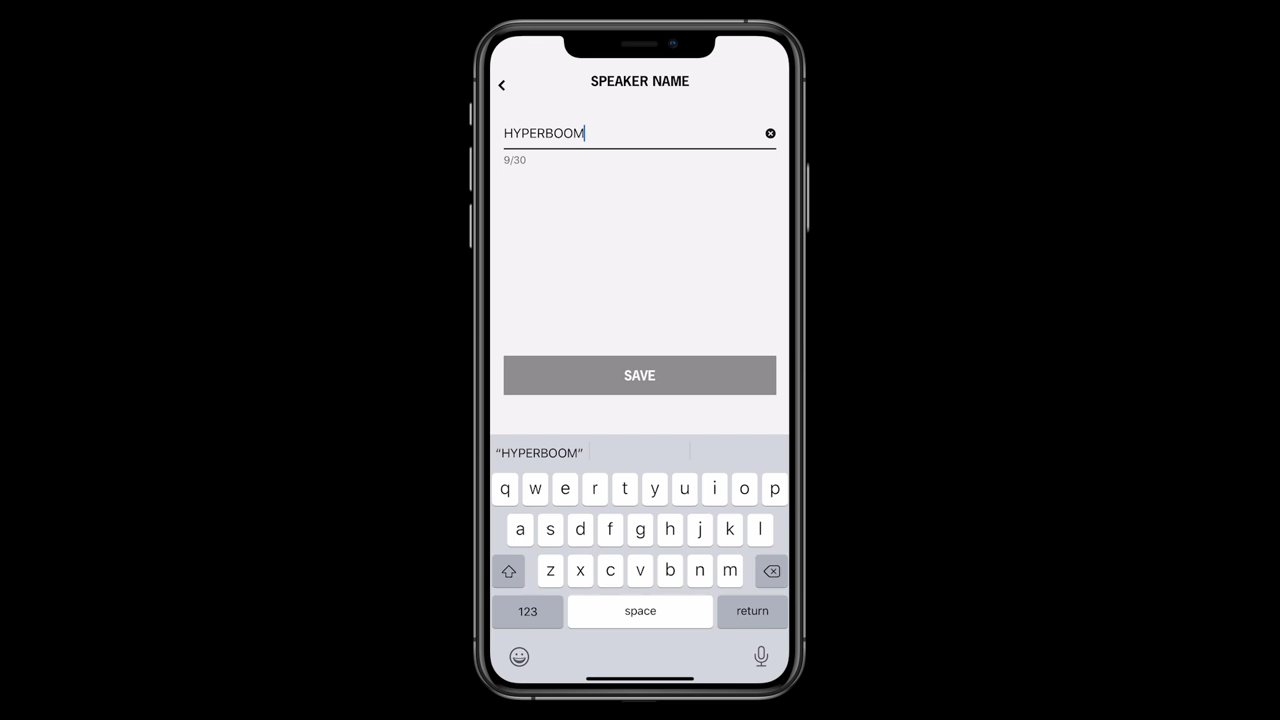 SPEAKER NAME
HYPERBOOM
9/30
SAVE
“HYPERBOOM”
q w e r t y u i o p
a s d f g h j k l
z x c v b n m
123 space return